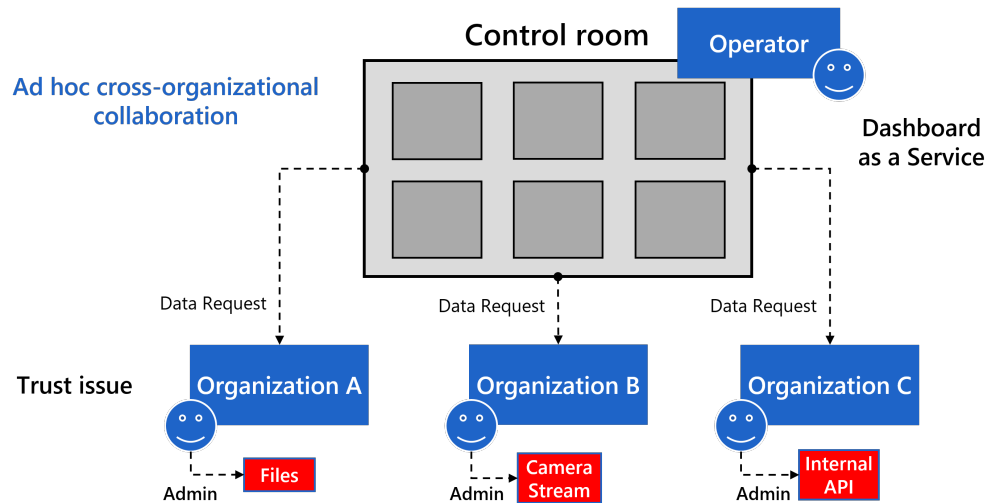 Control room
Operator
Ad hoc cross-organizational
collaboration
Dashboard
as a Service
Data Request
Data Request
Data Request
Trust issue
Organization A
Organization B
Organization C
Admin
Files
Admin
Camera
Stream
Admin
Internal
API